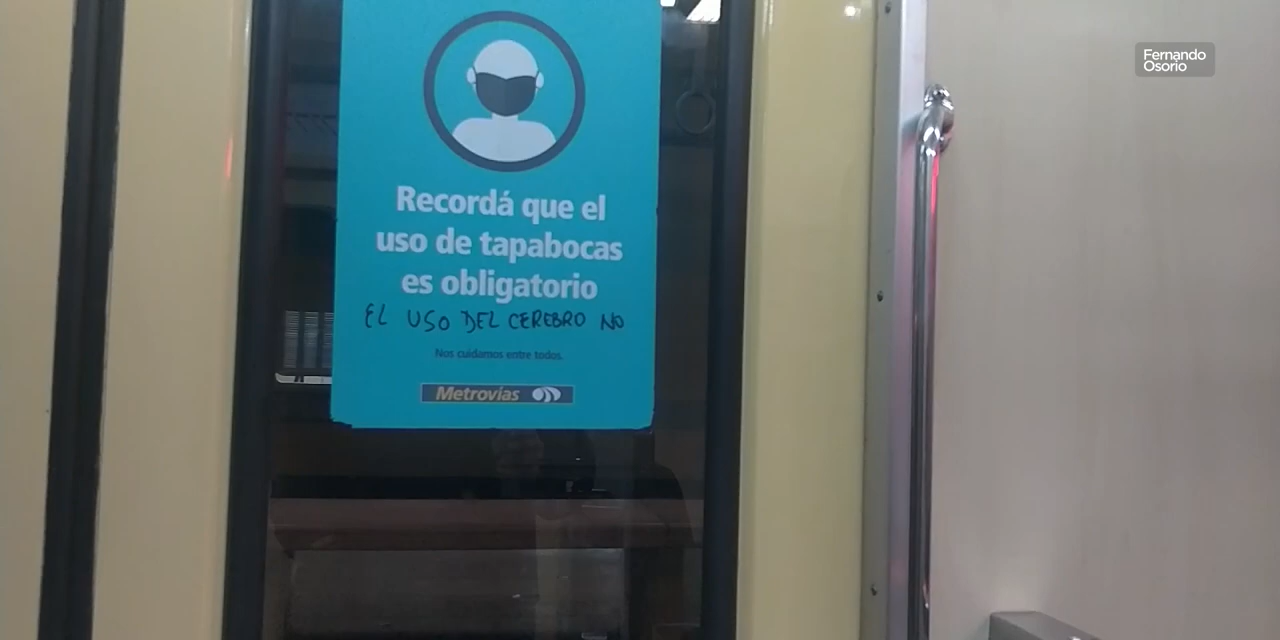 Fernando
Osorio
Recordá que el
uso de tapabocas
es obligatorio
EL USO DEL CEREBRO NO
Nos cuidamos entre todos.
Metrovías